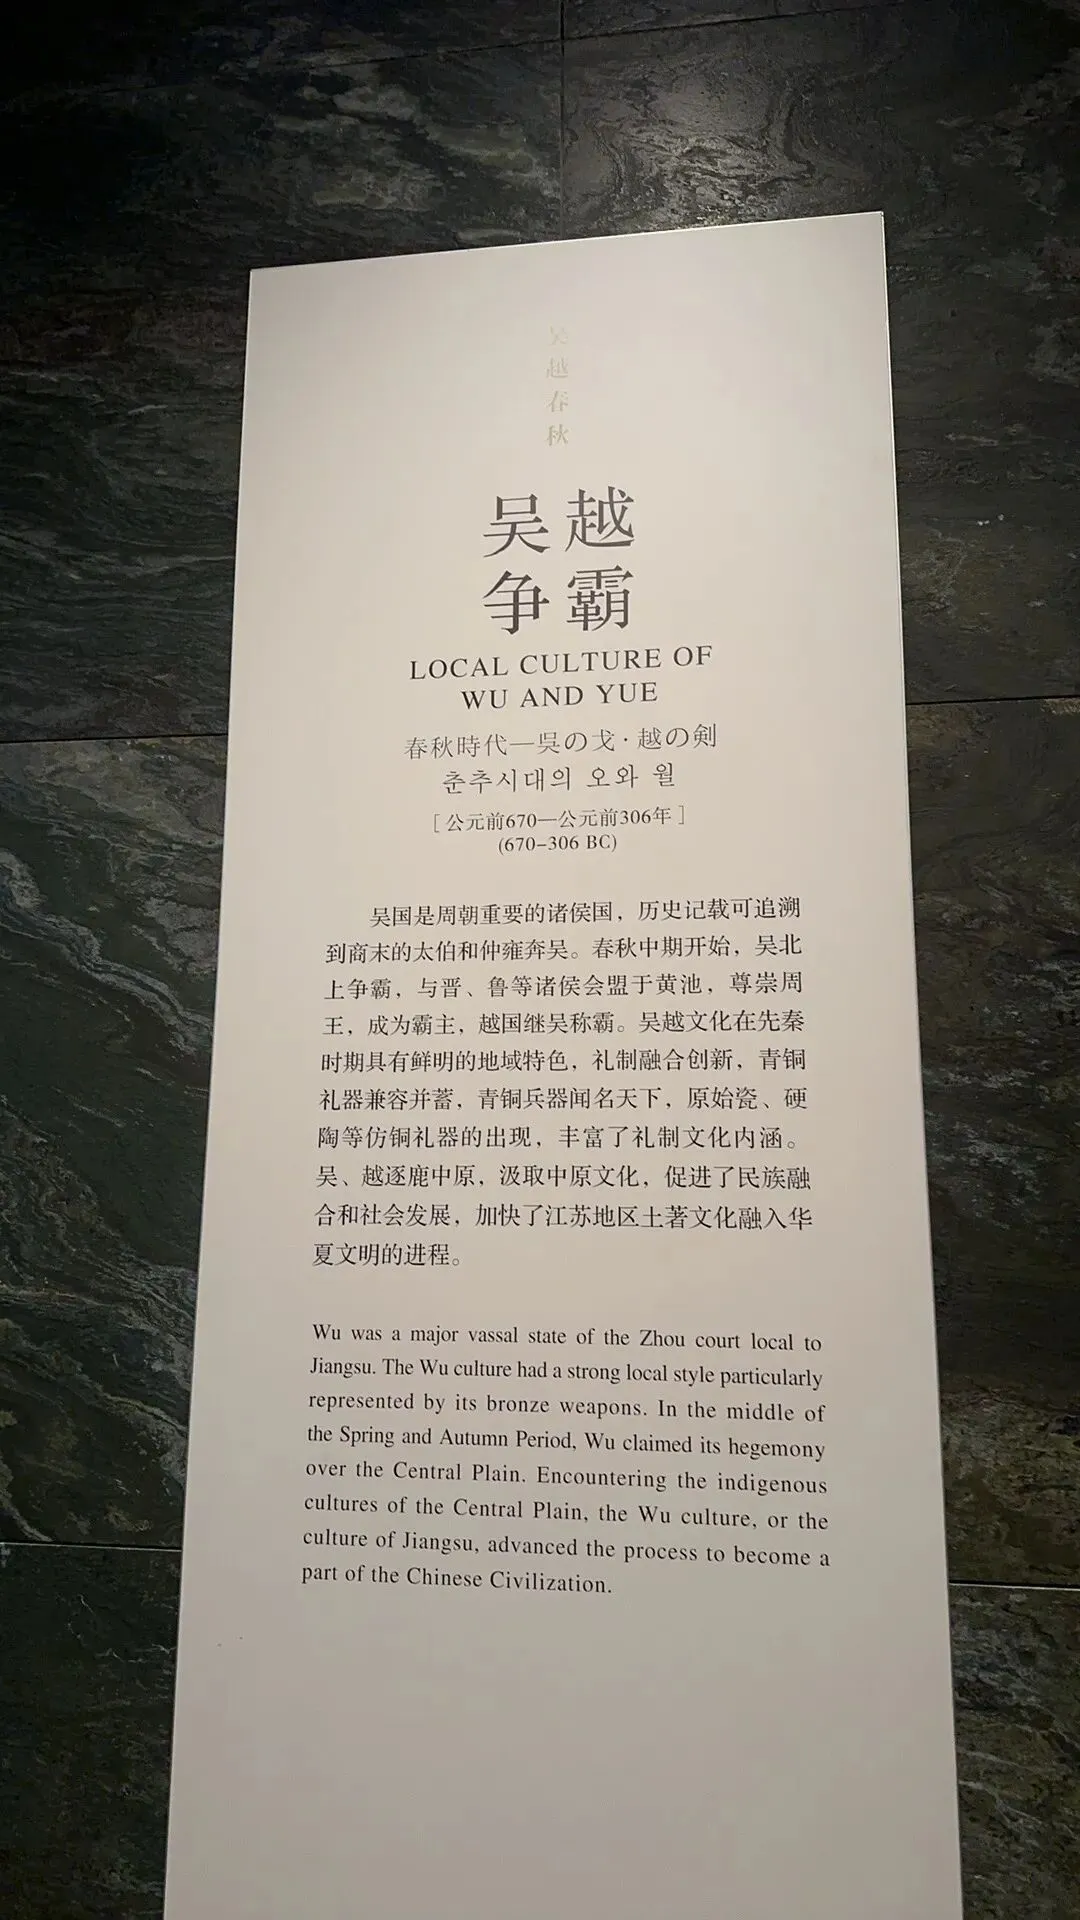 吴越春秋
吴越
争霸
LOCAL CULTURE OF
WU AND YUE
春秋時代—呉の戈·越の剣
춘추시대의 오와 월
［公元前670—公元前306年］
(670–306 BC)
吴国是周朝重要的诸侯国，历史记载可追溯
到商末的太伯和仲雍奔吴。春秋中期开始，吴北
上争霸，与晋、鲁等诸侯会盟于黄池，尊崇周
王，成为霸主，越国继吴称霸。吴越文化在先秦
时期具有鲜明的地域特色，礼制融合创新，青铜
礼器兼容并蓄，青铜兵器闻名天下，原始瓷、硬
陶等仿铜礼器的出现，丰富了礼制文化内涵。
吴、越逐鹿中原，汲取中原文化，促进了民族融
合和社会发展，加快了江苏地区土著文化融入华
夏文明的进程。
Wu was a major vassal state of the Zhou court local to
Jiangsu. The Wu culture had a strong local style particularly
represented by its bronze weapons. In the middle of
the Spring and Autumn Period, Wu claimed its hegemony
over the Central Plain. Encountering the indigenous
cultures of the Central Plain, the Wu culture, or the
culture of Jiangsu, advanced the process to become a
part of the Chinese Civilization.